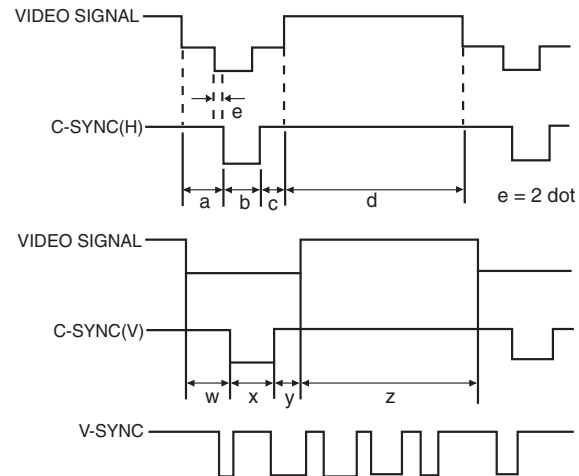 VIDEO SIGNAL
e
C-SYNC(H)
a b c d e = 2 dot
VIDEO SIGNAL
C-SYNC(V)
w x y z
V-SYNC